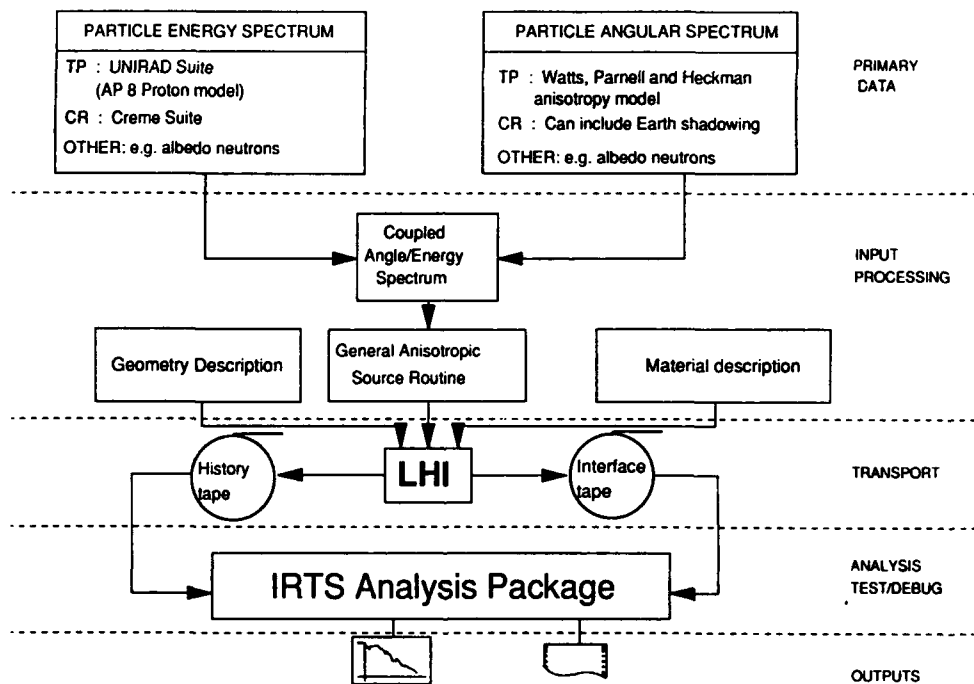 PARTICLE ENERGY SPECTRUM
TP : UNIRAD Suite
(AP 8 Proton model)
CR : Creme Suite
OTHER: e.g. albedo neutrons
PARTICLE ANGULAR SPECTRUM
TP : Watts, Parnell and Heckman
anisotropy model
CR : Can include Earth shadowing
OTHER: e.g. albedo neutrons
PRIMARY
DATA
Coupled
Angle/Energy
Spectrum
INPUT
PROCESSING
Geometry Description
General Anisotropic
Source Routine
Material description
History
tape
LHI
Interface
tape
TRANSPORT
IRTS Analysis Package
ANALYSIS
TEST/DEBUG
OUTPUTS